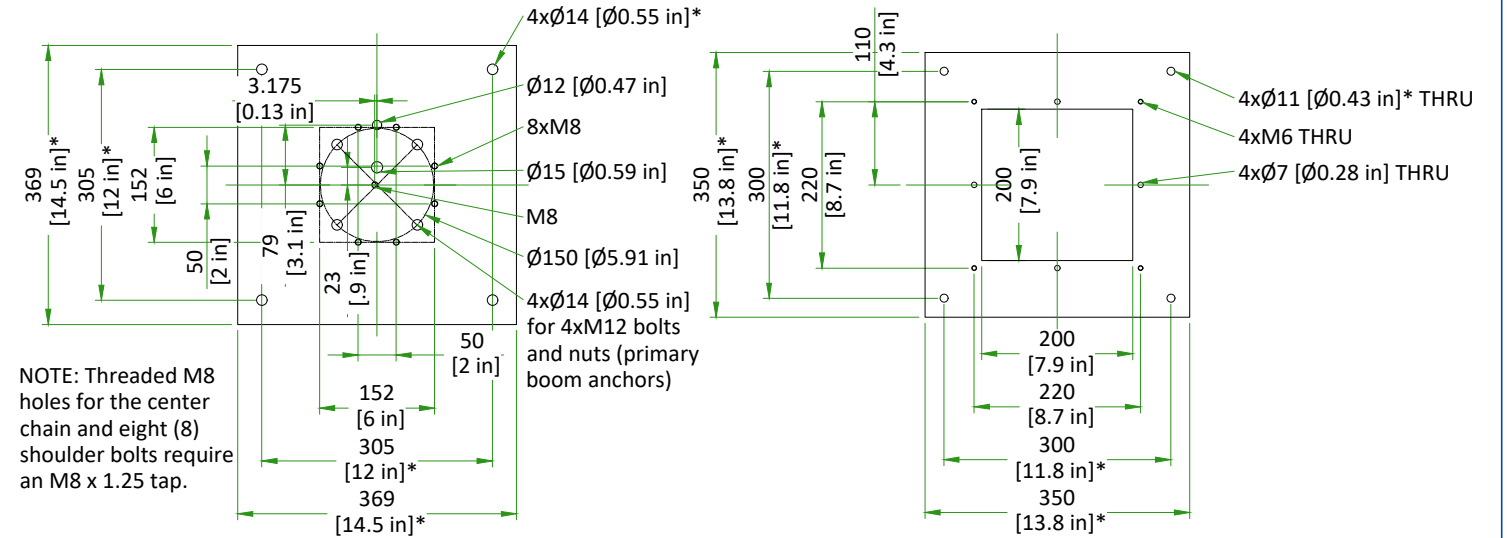 4xØ14 [Ø0.55 in]*
3.175
[0.13 in]
Ø12 [Ø0.47 in]
8xM8
Ø15 [Ø0.59 in]
M8
Ø150 [Ø5.91 in]
4xØ14 [Ø0.55 in]
for 4xM12 bolts
and nuts (primary
boom anchors)
369
[14.5 in]*
305
[12 in]*
152
[6 in]
50
[2 in]
79
[3.1 in]
23
[.9 in]
50
[2 in]
152
[6 in]
305
[12 in]*
369
[14.5 in]*
NOTE: Threaded M8
holes for the center
chain and eight (8)
shoulder bolts require
an M8 x 1.25 tap.
110
[4.3 in]
4xØ11 [Ø0.43 in]* THRU
4xM6 THRU
4xØ7 [Ø0.28 in] THRU
350
[13.8 in]*
300
[11.8 in]*
220
[8.7 in]
200
[7.9 in]
200
[7.9 in]
220
[8.7 in]
300
[11.8 in]*
350
[13.8 in]*